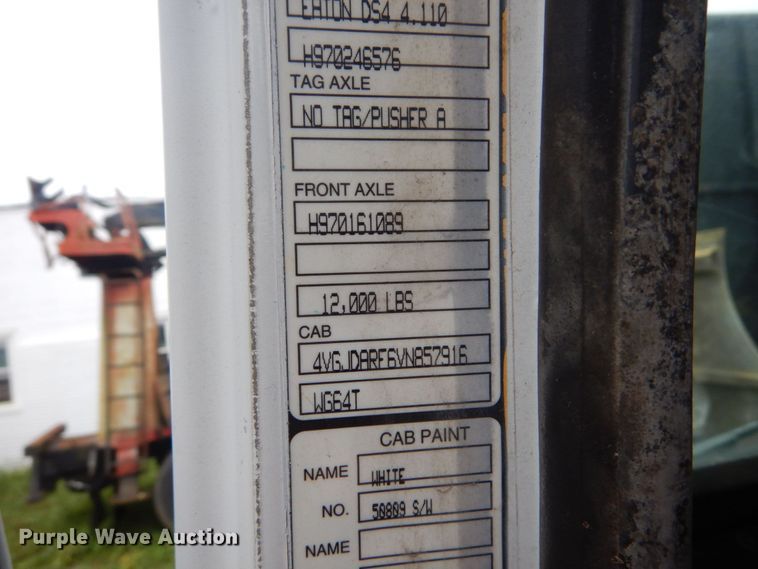 EATON DS4 4.110
H970246576
TAG AXLE
NO TAG/PUSHER A
FRONT AXLE
H970161089
12,000 LBS
CAB
4VGJDARF6VN857916
WG64T
CAB PAINT
NAME WHITE
NO. 50809 S/W
NAME
Purple Wave Auction